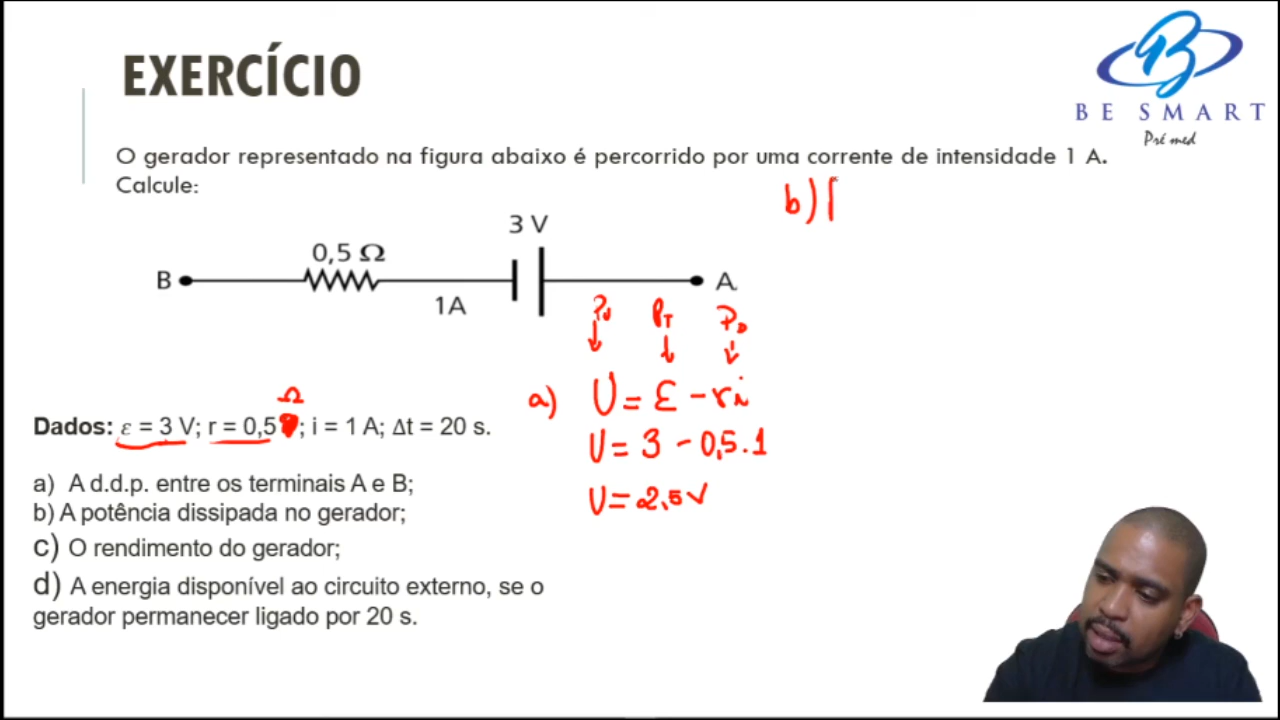 EXERCÍCIO
BE SMART
Pré med
O gerador representado na figura abaixo é percorrido por uma corrente de intensidade 1 A.
Calcule:
b)
3 V
0,5 Ω
B
A
1A
PU PT PD
a) U = ε - ri
Ω
Dados: ε = 3 V; r = 0,5 ; i = 1 A; Δt = 20 s.
U = 3 - 0,5.1
U = 2,5 V
a) A d.d.p. entre os terminais A e B;
b) A potência dissipada no gerador;
c) O rendimento do gerador;
d) A energia disponível ao circuito externo, se o
gerador permanecer ligado por 20 s.